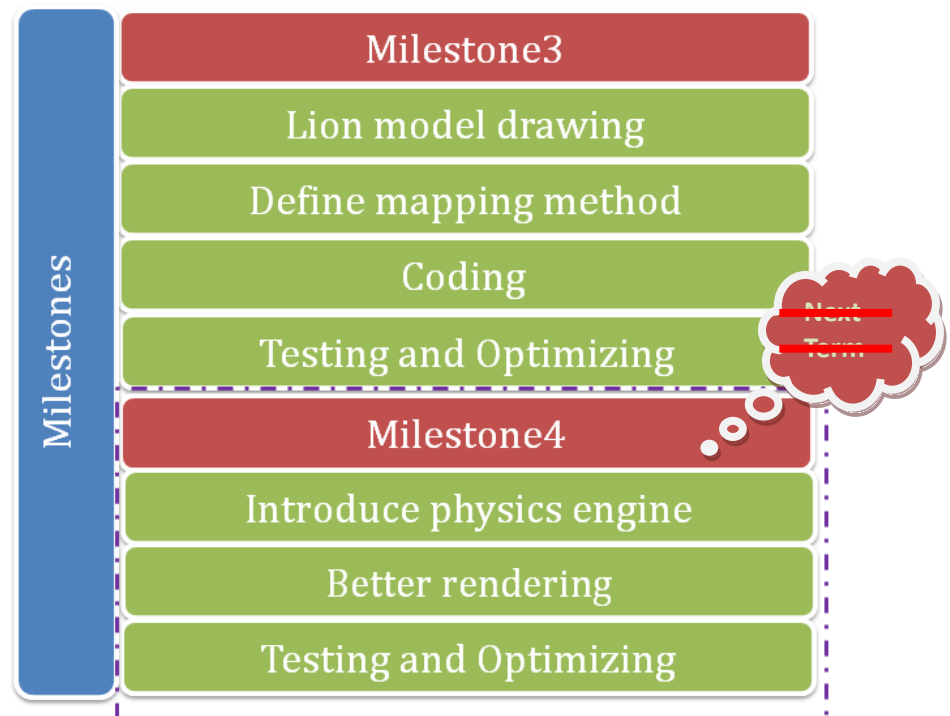 Milestones
Milestone3
Lion model drawing
Define mapping method
Coding
Testing and Optimizing
Next
Term
Milestone4
Introduce physics engine
Better rendering
Testing and Optimizing